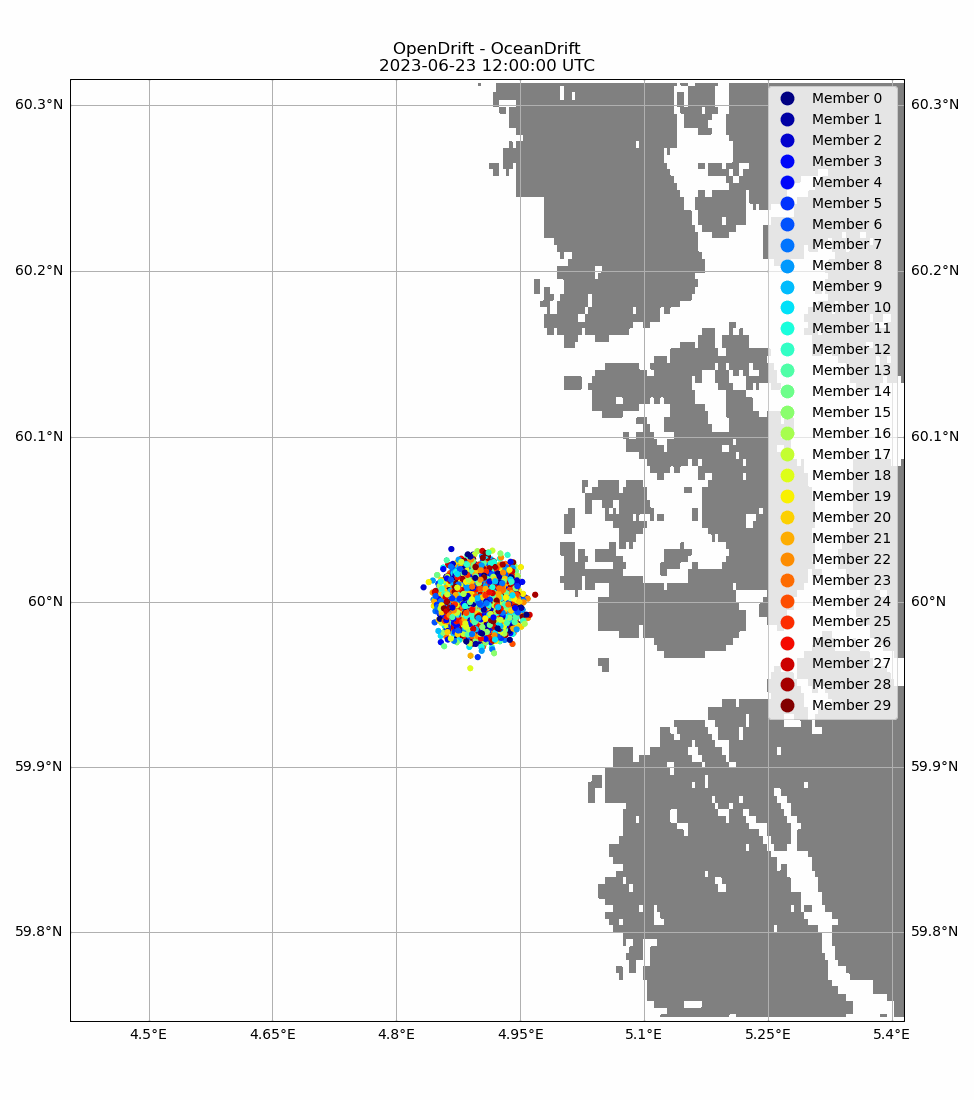 OpenDrift - OceanDrift
2023-06-23 12:00:00 UTC
60.3°N
60.3°N
60.2°N
60.2°N
60.1°N
60.1°N
60°N
60°N
59.9°N
59.9°N
59.8°N
59.8°N
4.5°E
4.65°E
4.8°E
4.95°E
5.1°E
5.25°E
5.4°E
Member 0
Member 1
Member 2
Member 3
Member 4
Member 5
Member 6
Member 7
Member 8
Member 9
Member 10
Member 11
Member 12
Member 13
Member 14
Member 15
Member 16
Member 17
Member 18
Member 19
Member 20
Member 21
Member 22
Member 23
Member 24
Member 25
Member 26
Member 27
Member 28
Member 29